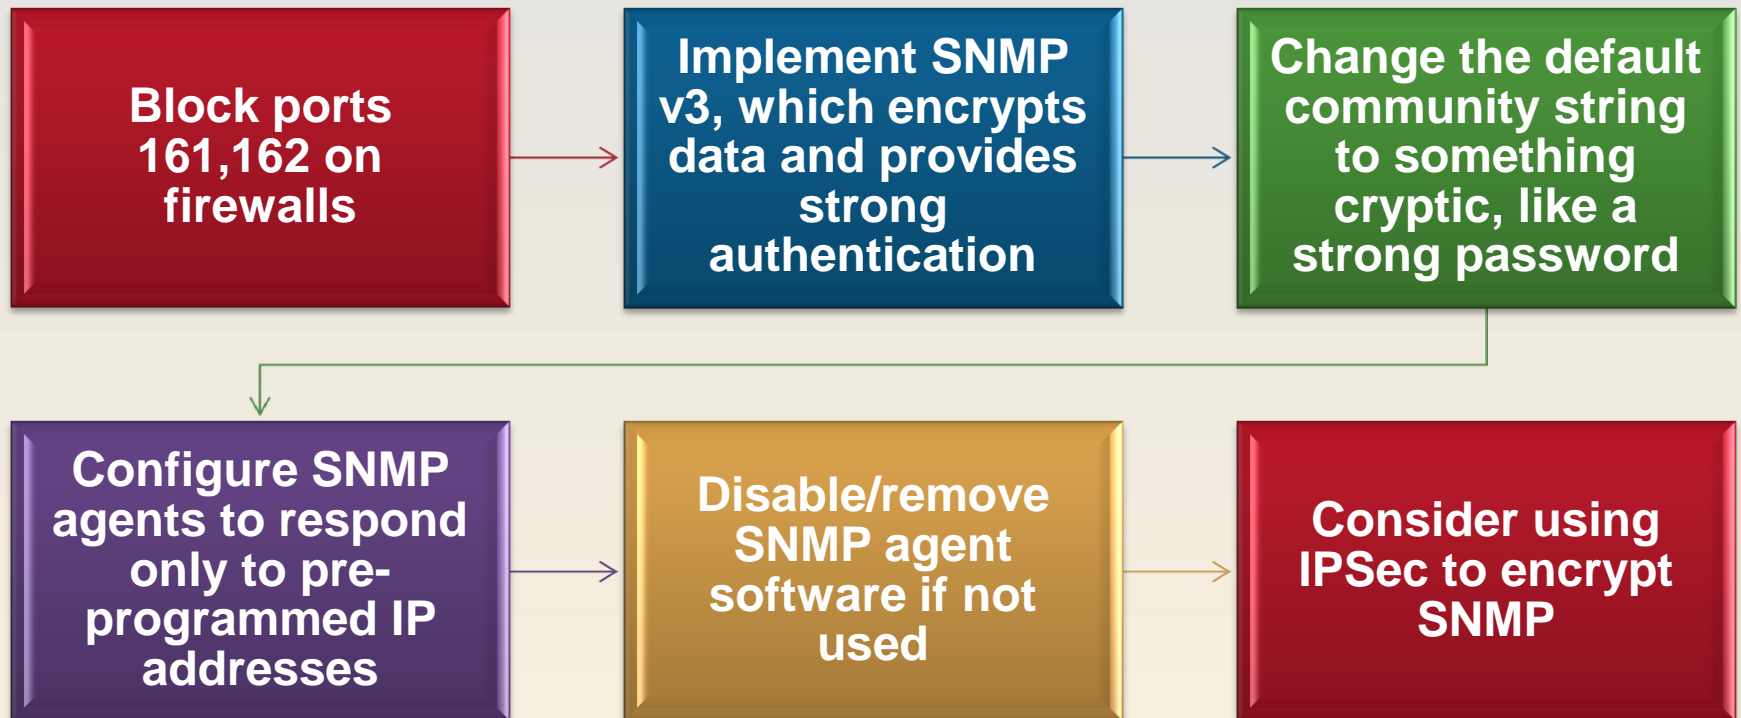 Block ports
161,162 on
firewalls
Implement SNMP
v3, which encrypts
data and provides
strong
authentication
Change the default
community string
to something
cryptic, like a
strong password
Configure SNMP
agents to respond
only to pre-
programmed IP
addresses
Disable/remove
SNMP agent
software if not
used
Consider using
IPSec to encrypt
SNMP